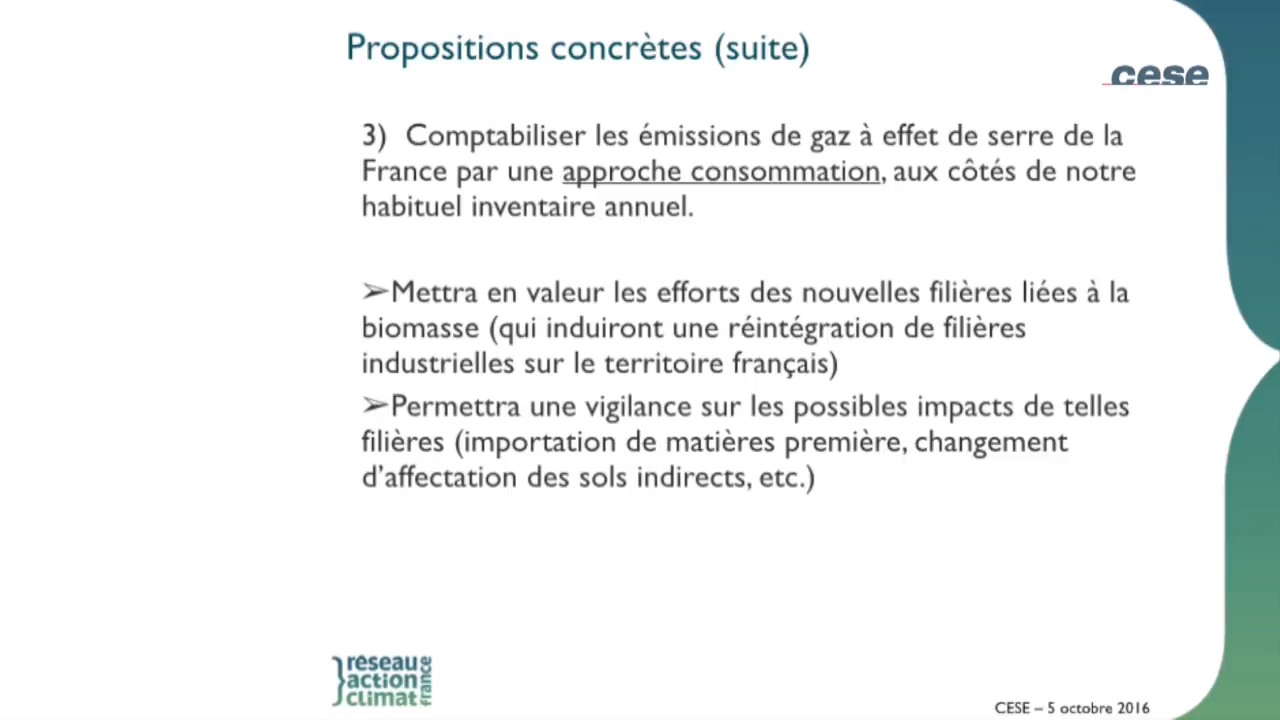 Propositions concrètes (suite)
cese
3) Comptabiliser les émissions de gaz à effet de serre de la
France par une approche consommation, aux côtés de notre
habituel inventaire annuel.
➢Mettra en valeur les efforts des nouvelles filières liées à la
biomasse (qui induiront une réintégration de filières
industrielles sur le territoire français)
➢Permettra une vigilance sur les possibles impacts de telles
filières (importation de matières première, changement
d'affectation des sols indirects, etc.)
réseau
action
climat
france
CESE – 5 octobre 2016